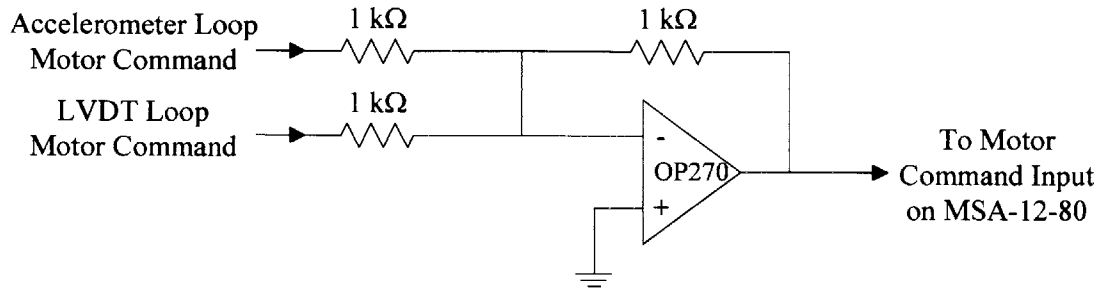 Accelerometer Loop
Motor Command
1 kΩ
1 kΩ
LVDT Loop
Motor Command
1 kΩ
-
OP270
+
To Motor
Command Input
on MSA-12-80